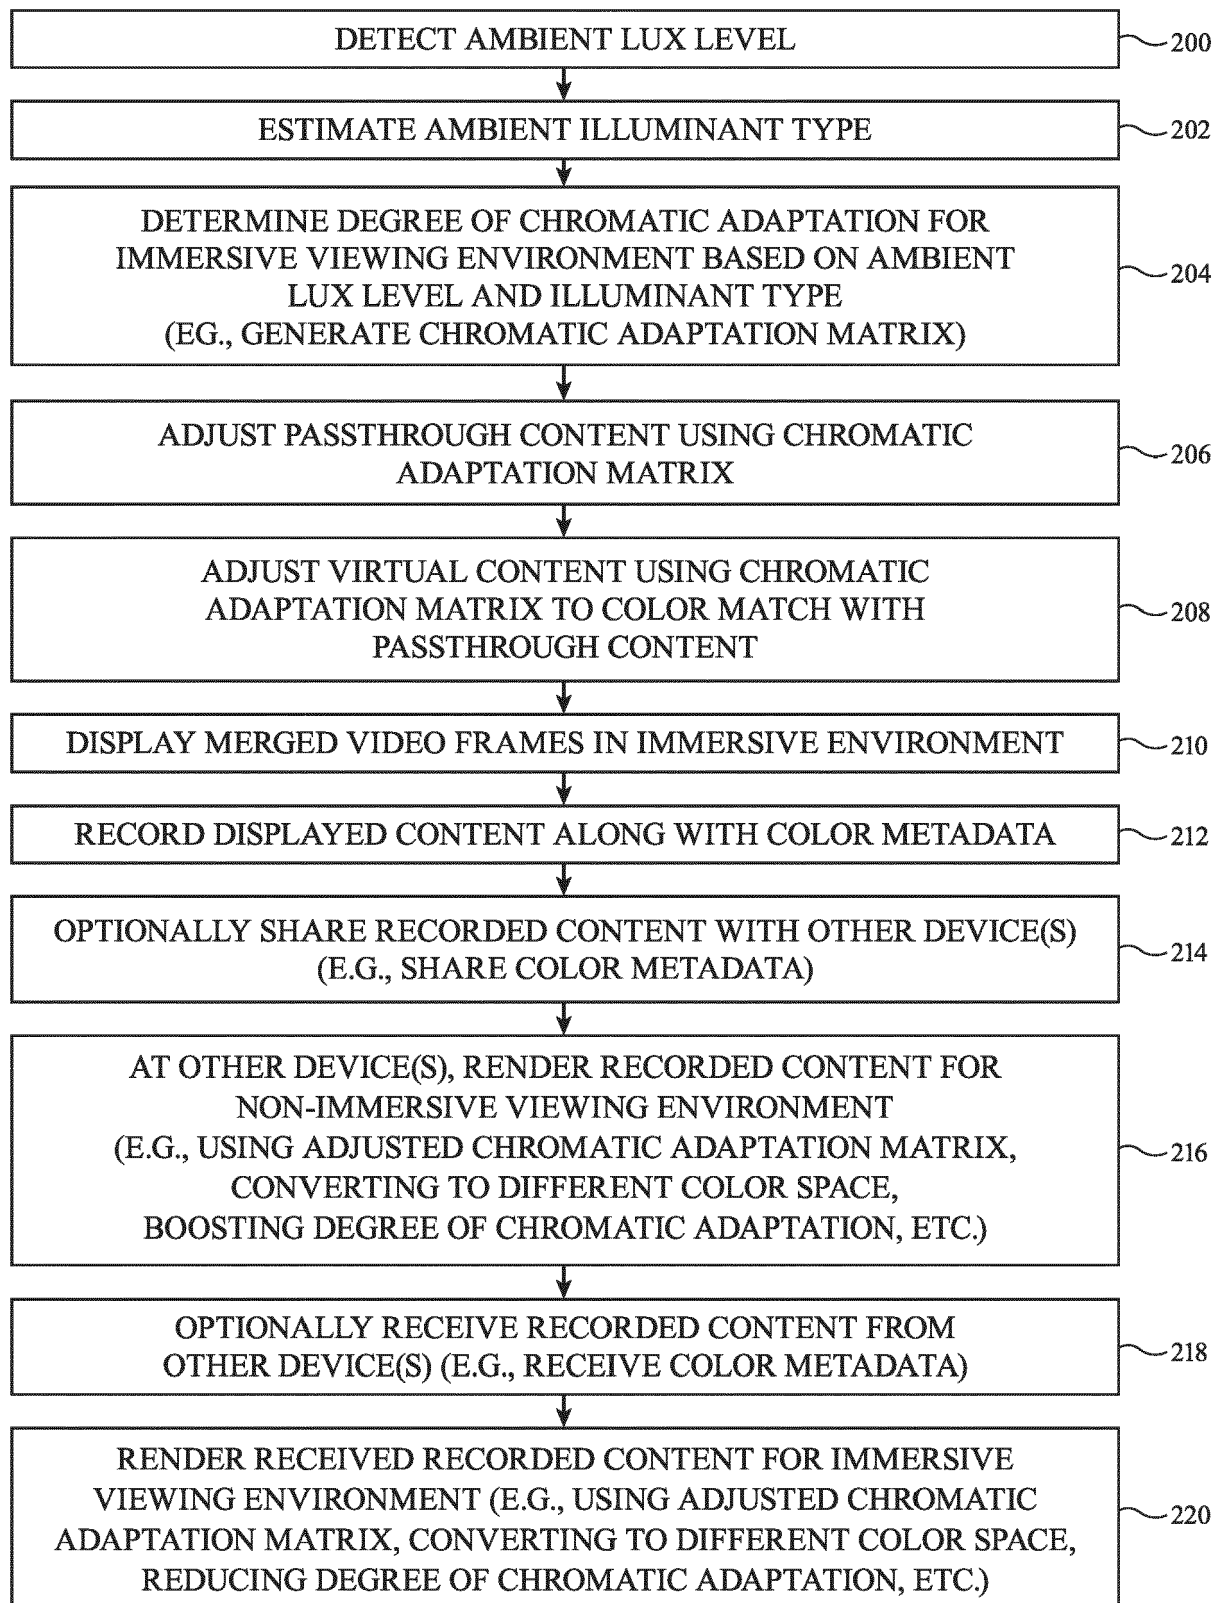 DETECT AMBIENT LUX LEVEL
200
ESTIMATE AMBIENT ILLUMINANT TYPE
202
DETERMINE DEGREE OF CHROMATIC ADAPTATION FOR
IMMERSIVE VIEWING ENVIRONMENT BASED ON AMBIENT
LUX LEVEL AND ILLUMINANT TYPE
(EG., GENERATE CHROMATIC ADAPTATION MATRIX)
204
ADJUST PASSTHROUGH CONTENT USING CHROMATIC
ADAPTATION MATRIX
206
ADJUST VIRTUAL CONTENT USING CHROMATIC
ADAPTATION MATRIX TO COLOR MATCH WITH
PASSTHROUGH CONTENT
208
DISPLAY MERGED VIDEO FRAMES IN IMMERSIVE ENVIRONMENT
210
RECORD DISPLAYED CONTENT ALONG WITH COLOR METADATA
212
OPTIONALLY SHARE RECORDED CONTENT WITH OTHER DEVICE(S)
(E.G., SHARE COLOR METADATA)
214
AT OTHER DEVICE(S), RENDER RECORDED CONTENT FOR
NON-IMMERSIVE VIEWING ENVIRONMENT
(E.G., USING ADJUSTED CHROMATIC ADAPTATION MATRIX,
CONVERTING TO DIFFERENT COLOR SPACE,
BOOSTING DEGREE OF CHROMATIC ADAPTATION, ETC.)
216
OPTIONALLY RECEIVE RECORDED CONTENT FROM
OTHER DEVICE(S) (E.G., RECEIVE COLOR METADATA)
218
RENDER RECEIVED RECORDED CONTENT FOR IMMERSIVE
VIEWING ENVIRONMENT (E.G., USING ADJUSTED CHROMATIC
ADAPTATION MATRIX, CONVERTING TO DIFFERENT COLOR SPACE,
REDUCING DEGREE OF CHROMATIC ADAPTATION, ETC.)
220